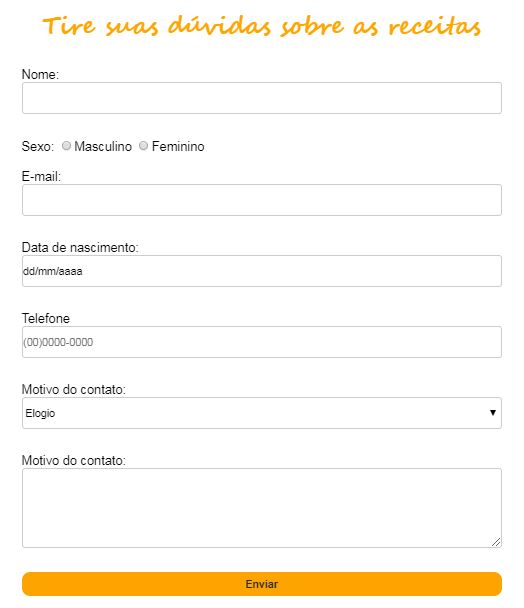 Tire suas dúvidas sobre as receitas
Nome:
Sexo: Masculino Feminino
E-mail:
Data de nascimento:
dd/mm/aaaa
Telefone
(00)0000-0000
Motivo do contato:
Elogio
Motivo do contato:
Enviar